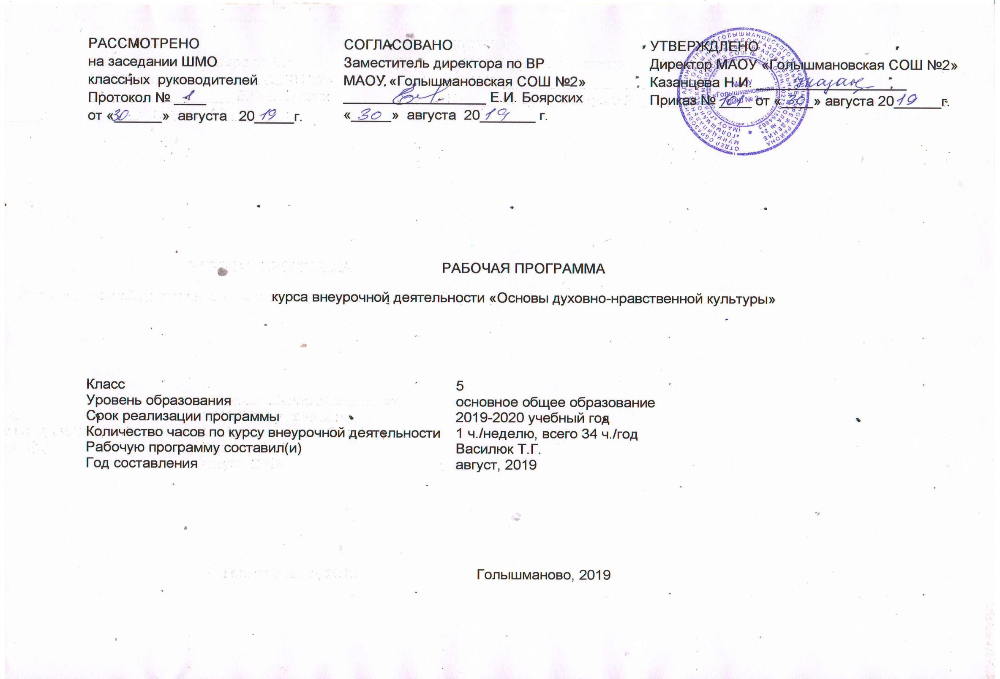 РАССМОТРЕНО
на заседании ШМО
классных руководителей
Протокол № 1
от «30» августа 2019 г.
СОГЛАСОВАНО
Заместитель директора по ВР
МАОУ «Голышмановская СОШ №2»
Е.И. Боярских
«30» августа 2019 г.
УТВЕРЖДЛЕНО
Директор МАОУ «Голышмановская СОШ №2»
Казанцева Н.И.
Приказ № от «30» августа 2019 г.
«Голышмановская
СОШ № 2»
РАБОЧАЯ ПРОГРАММА
курса внеурочной деятельности «Основы духовно-нравственной культуры»
Класс 5
Уровень образования основное общее образование
Срок реализации программы 2019-2020 учебный год
Количество часов по курсу внеурочной деятельности 1 ч./неделю, всего 34 ч./год
Рабочую программу составил(и) Василюк Т.Г.
Год составления август, 2019
Голышманово, 2019